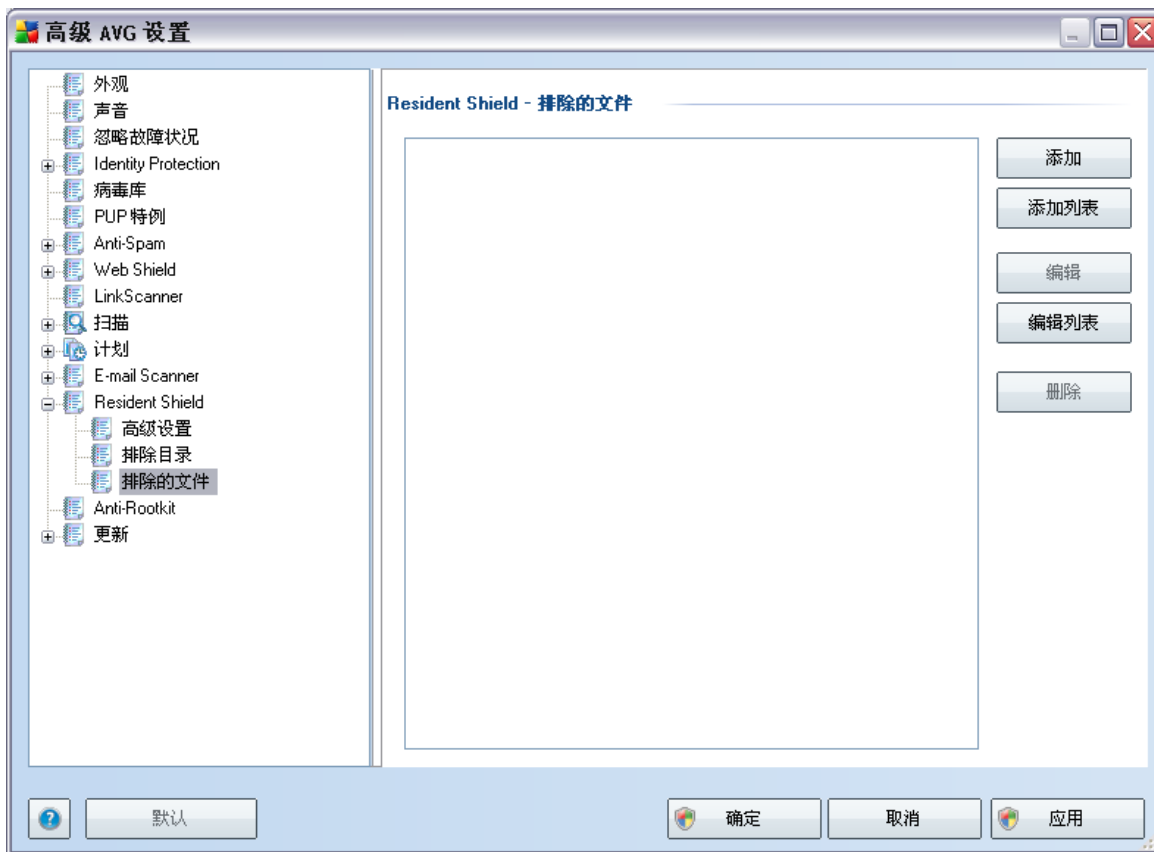 高级 AVG 设置
外观
声音
忽略故障状况
Identity Protection
病毒库
PUP 特例
Anti-Spam
Web Shield
LinkScanner
扫描
计划
E-mail Scanner
Resident Shield
高级设置
排除目录
排除的文件
Anti-Rootkit
更新
Resident Shield - 排除的文件
添加
添加列表
编辑
编辑列表
删除
默认
确定
取消
应用